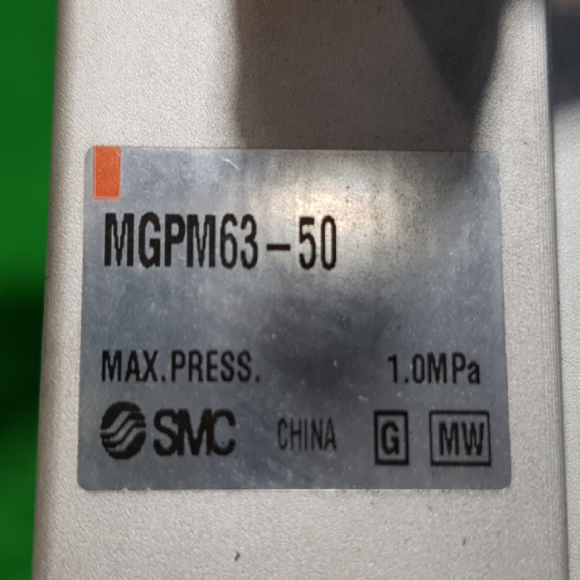 MGPM63-50
MAX.PRESS. 1.0MPa
SMC CHINA G MW